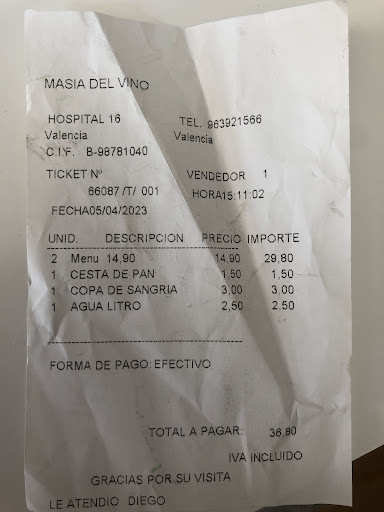 MASIA DEL VINO
HOSPITAL 16 TEL. 963921566
Valencia Valencia
C.I.F. B-98781040
TICKET Nº VENDEDOR 1
66087 /T/ 001 HORA15:11:02
FECHA05/04/2023
UNID. DESCRIPCION PRECIO IMPORTE
2 Menu 14,90 14,90 29,80
1 CESTA DE PAN 1,50 1,50
1 COPA DE SANGRIA 3,00 3,00
1 AGUA LITRO 2,50 2,50
FORMA DE PAGO: EFECTIVO
TOTAL A PAGAR: 36,80
IVA INCLUIDO
GRACIAS POR SU VISITA
LE ATENDIO DIEGO